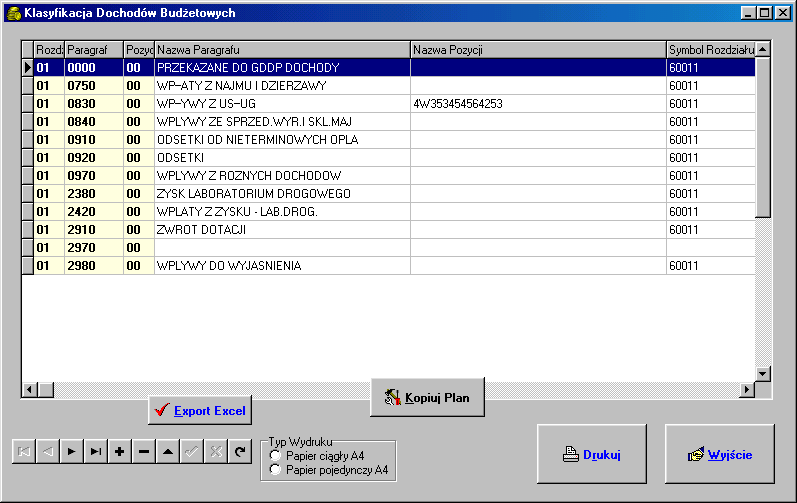 Klasyfikacja Dochodów Budżetowych
Rozdz Paragraf Pozyc Nazwa Paragrafu Nazwa Pozycji Symbol Rozdziału
01 0000 00 PRZEKAZANE DO GDDP DOCHODY 60011
01 0750 00 WP-ATY Z NAJMU I DZIERZAWY 60011
01 0830 00 WP-YWY Z US-UG 4W353454564253 60011
01 0840 00 WPLYWY ZE SPRZED.WYR.I SKL.MAJ 60011
01 0910 00 ODSETKI OD NIETERMINOWYCH OPLA 60011
01 0920 00 ODSETKI 60011
01 0970 00 WPLYWY Z ROZNYCH DOCHODOW 60011
01 2380 00 ZYSK LABORATORIUM DROGOWEGO 60011
01 2420 00 WPLATY Z ZYSKU - LAB.DROG. 60011
01 2910 00 ZWROT DOTACJI 60011
01 2970 00
01 2980 00 WPLYWY DO WYJASNIENIA 60011
Kopiuj Plan
Export Excel
Typ Wydruku
Papier ciągły A4
Papier pojedynczy A4
Drukuj
Wyjście